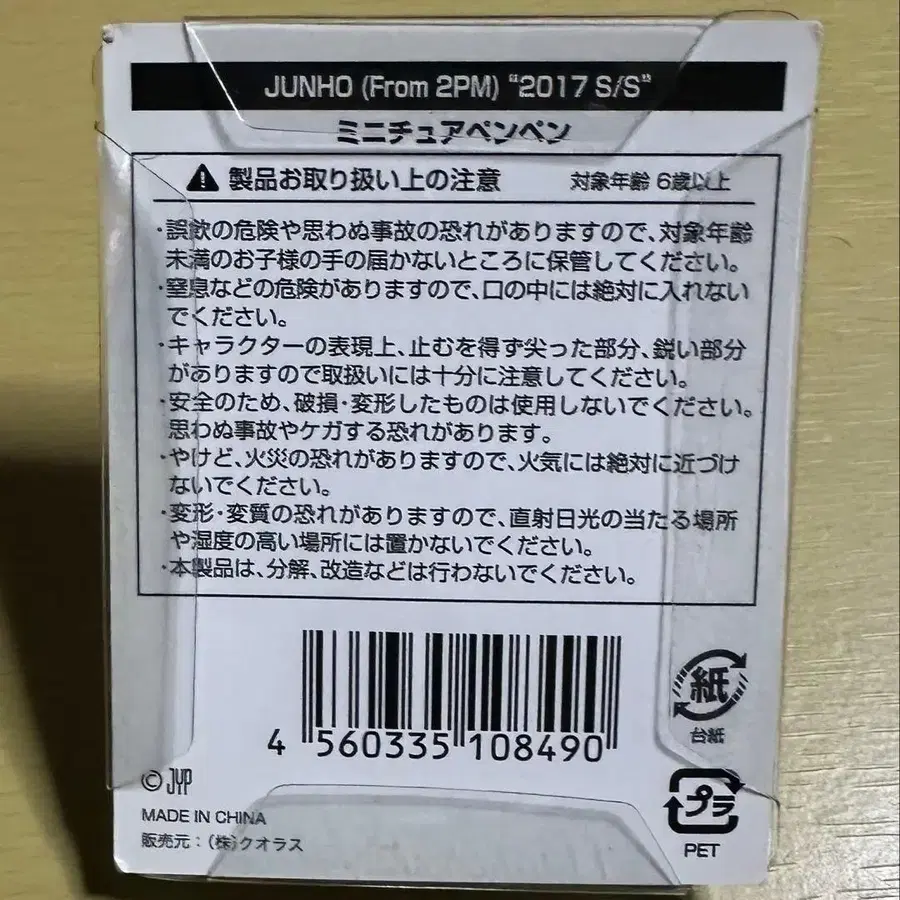 JUNHO (From 2PM) “2017 S/S”
ミニチュアペンペン
製品お取り扱い上の注意 対象年齢 6歳以上
・誤飲の危険や思わぬ事故の恐れがありますので、対象年齢
未満のお子様の手の届かないところに保管してください。
・窒息などの危険がありますので、口の中には絶対に入れない
でください。
・キャラクターの表現上、止むを得ず尖った部分、鋭い部分
がありますので取扱いには十分に注意してください。
・安全のため、破損・変形したものは使用しないでください。
思わぬ事故やケガする恐れがあります。
・やけど、火災の恐れがありますので、火気には絶対に近づけ
ないでください。
・変形・変質の恐れがありますので、直射日光の当たる場所
や湿度の高い場所には置かないでください。
・本製品は、分解、改造などは行わないでください。
4 560335 108490
紙
台紙
© JYP
プラ
PET
MADE IN CHINA
販売元：(株)クオラス